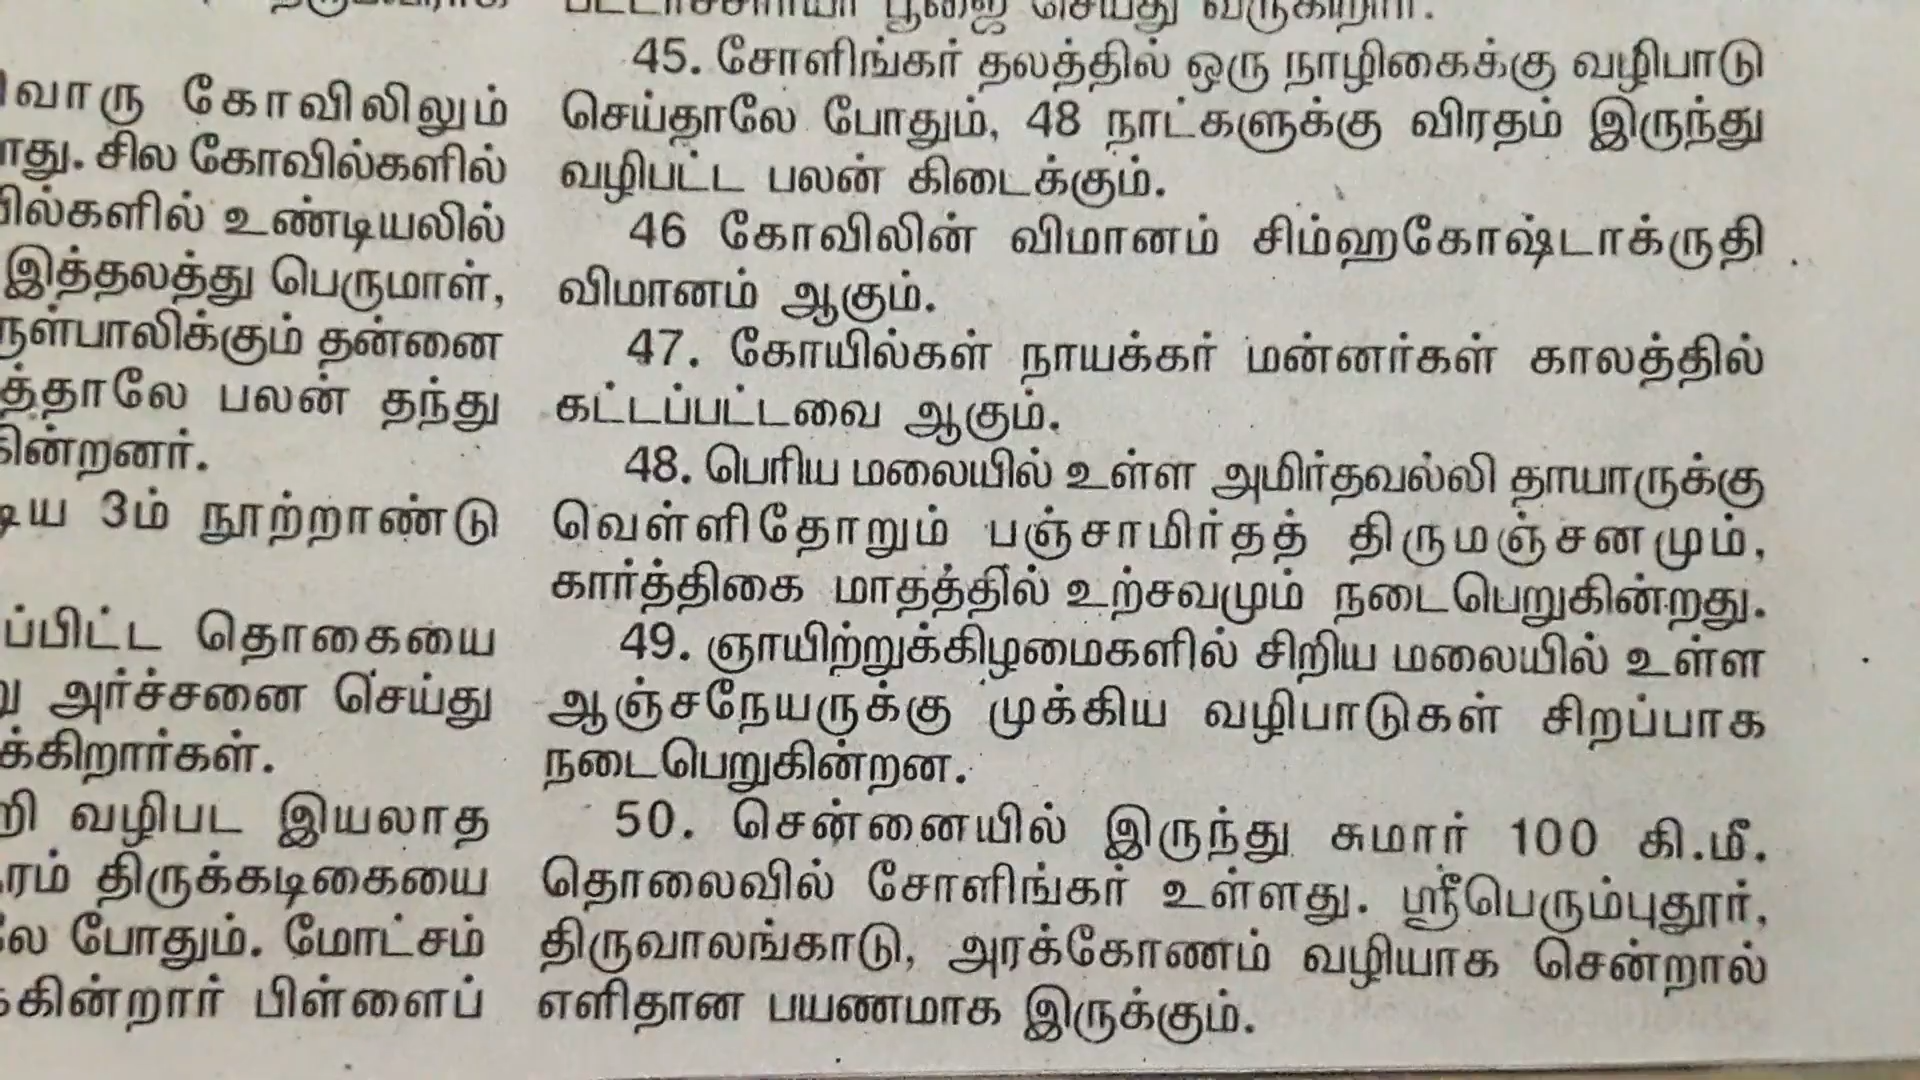 வாரு கோவிலிலும்
சில கோவில்களில்
உண்டியலில்
இத்தலத்து பெருமாள்,
தன்னை
பலன் தந்து
3ம் நூற்றாண்டு
தொகையை
அர்ச்சனை செய்து
வழிபட இயலாத
திருக்கடிகையை
போதும். மோட்சம்
பிள்ளைப்
பூஜை செய்து வருகிறார்.
45. சோளிங்கர் தலத்தில் ஒரு நாழிகைக்கு வழிபாடு
செய்தாலே போதும், 48 நாட்களுக்கு விரதம் இருந்து
வழிபட்ட பலன் கிடைக்கும்.
46 கோவிலின் விமானம் சிம்ஹகோஷ்டாக்ருதி
விமானம் ஆகும்.
47. கோயில்கள் நாயக்கர் மன்னர்கள் காலத்தில்
கட்டப்பட்டவை ஆகும்.
48. பெரிய மலையில் உள்ள அமிர்தவல்லி தாயாருக்கு
வெள்ளிதோறும் பஞ்சாமிர்தத் திருமஞ்சனமும்,
கார்த்திகை மாதத்தில் உற்சவமும் நடைபெறுகின்றது.
49. ஞாயிற்றுக்கிழமைகளில் சிறிய மலையில் உள்ள
ஆஞ்சநேயருக்கு முக்கிய வழிபாடுகள் சிறப்பாக
நடைபெறுகின்றன.
50. சென்னையில் இருந்து சுமார் 100 கி.மீ.
தொலைவில் சோளிங்கர் உள்ளது. ஸ்ரீபெரும்புதூர்,
திருவாலங்காடு, அரக்கோணம் வழியாக சென்றால்
எளிதான பயணமாக இருக்கும்.